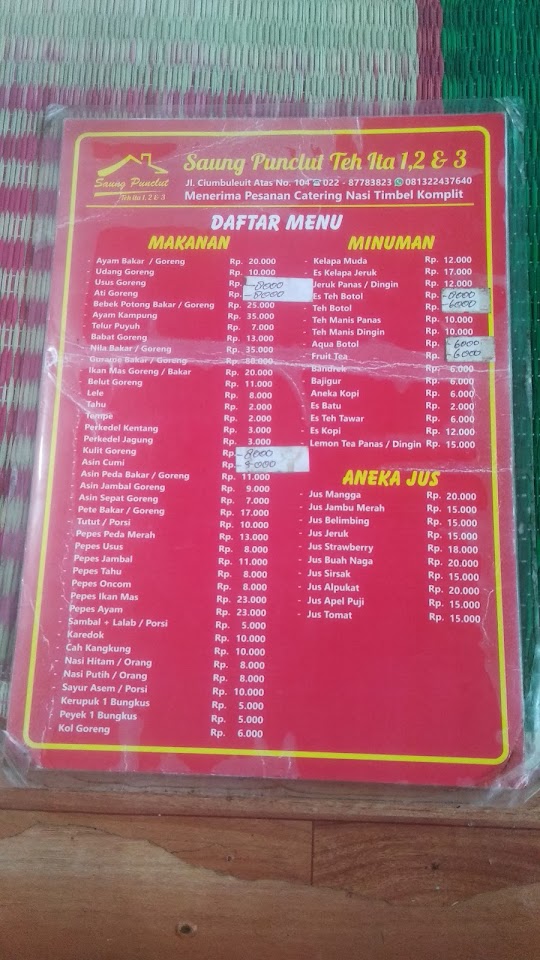 Saung Punclut
Teh Ita 1, 2 & 3
Saung Punclut Teh Ita 1,2 & 3
Jl. Ciumbuleuit Atas No. 104 ☎ 022 - 87783823 081322437640
Menerima Pesanan Catering Nasi Timbel Komplit
DAFTAR MENU
MAKANAN
- Ayam Bakar / Goreng Rp. 20.000
- Udang Goreng Rp. 10.000
- Usus Goreng Rp. -8000
- Ati Goreng Rp. -8000
- Bebek Potong Bakar / Goreng Rp. 25.000
- Ayam Kampung Rp. 35.000
- Telur Puyuh Rp. 7.000
- Babat Goreng Rp. 13.000
- Nila Bakar / Goreng Rp. 35.000
- Gurame Bakar / Goreng Rp.
- Ikan Mas Goreng / Bakar Rp. 20.000
- Belut Goreng Rp. 11.000
- Lele Rp. 8.000
- Tahu Rp. 2.000
- Tempe Rp. 2.000
- Perkedel Kentang Rp. 3.000
- Perkedel Jagung Rp. 3.000
- Kulit Goreng Rp. -8000
- Asin Cumi Rp. -9.000
- Asin Peda Bakar / Goreng Rp. 11.000
- Asin Jambal Goreng Rp. 9.000
- Asin Sepat Goreng Rp. 7.000
- Pete Bakar / Goreng Rp. 17.000
- Tutut / Porsi Rp. 10.000
- Pepes Peda Merah Rp. 13.000
- Pepes Usus Rp. 8.000
- Pepes Jambal Rp. 11.000
- Pepes Tahu Rp. 8.000
- Pepes Oncom Rp. 8.000
- Pepes Ikan Mas Rp. 23.000
- Pepes Ayam Rp. 23.000
- Sambal + Lalab / Porsi Rp. 5.000
- Karedok Rp. 10.000
- Cah Kangkung Rp. 10.000
- Nasi Hitam / Orang Rp. 8.000
- Nasi Putih / Orang Rp. 8.000
- Sayur Asem / Porsi Rp. 10.000
- Kerupuk 1 Bungkus Rp. 5.000
- Peyek 1 Bungkus Rp. 5.000
- Kol Goreng Rp. 6.000
MINUMAN
- Kelapa Muda Rp. 12.000
- Es Kelapa Jeruk Rp. 17.000
- Jeruk Panas / Dingin Rp. 12.000
- Es Teh Botol Rp. -8000
- Teh Botol Rp. -6000
- Teh Manis Panas Rp. 10.000
- Teh Manis Dingin Rp. 10.000
- Aqua Botol Rp. -6000
- Fruit Tea Rp. -6000
- Bandrek Rp. 6.000
- Bajigur Rp. 6.000
- Aneka Kopi Rp. 6.000
- Es Batu Rp. 2.000
- Es Teh Tawar Rp. 6.000
- Es Kopi Rp. 12.000
- Lemon Tea Panas / Dingin Rp. 15.000
ANEKA JUS
- Jus Mangga Rp. 20.000
- Jus Jambu Merah Rp. 15.000
- Jus Belimbing Rp. 15.000
- Jus Jeruk Rp. 15.000
- Jus Strawberry Rp. 18.000
- Jus Buah Naga Rp. 20.000
- Jus Sirsak Rp. 15.000
- Jus Alpukat Rp. 20.000
- Jus Apel Puji Rp. 15.000
- Jus Tomat Rp. 15.000